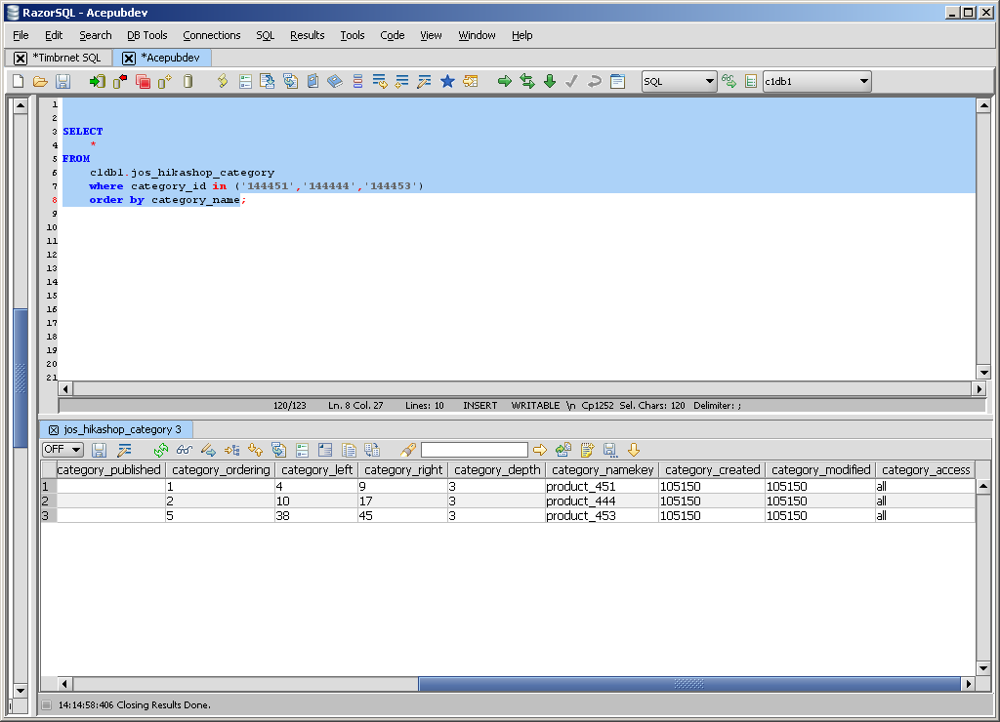 RazorSQL - Acepubdev
File Edit Search DB Tools Connections SQL Results Tools Code View Window Help
*Timbrnet SQL *Acepubdev
SQL c1db1
1
2
3 SELECT
4 *
5 FROM
6 c1db1.jos_hikashop_category
7 where category_id in ('144451','144444','144453')
8 order by category_name;
9
10
11
12
13
14
15
16
17
18
19
20
21
120/123 Ln. 8 Col. 27 Lines: 10 INSERT WRITABLE \n Cp1252 Sel. Chars: 120 Delimiter: ;
jos_hikashop_category 3
OFF
category_published category_ordering category_left category_right category_depth category_namekey category_created category_modified category_access
1 1 4 9 3 product_451 105150 105150 all
2 2 10 17 3 product_444 105150 105150 all
3 5 38 45 3 product_453 105150 105150 all
14:14:58:406 Closing Results Done.